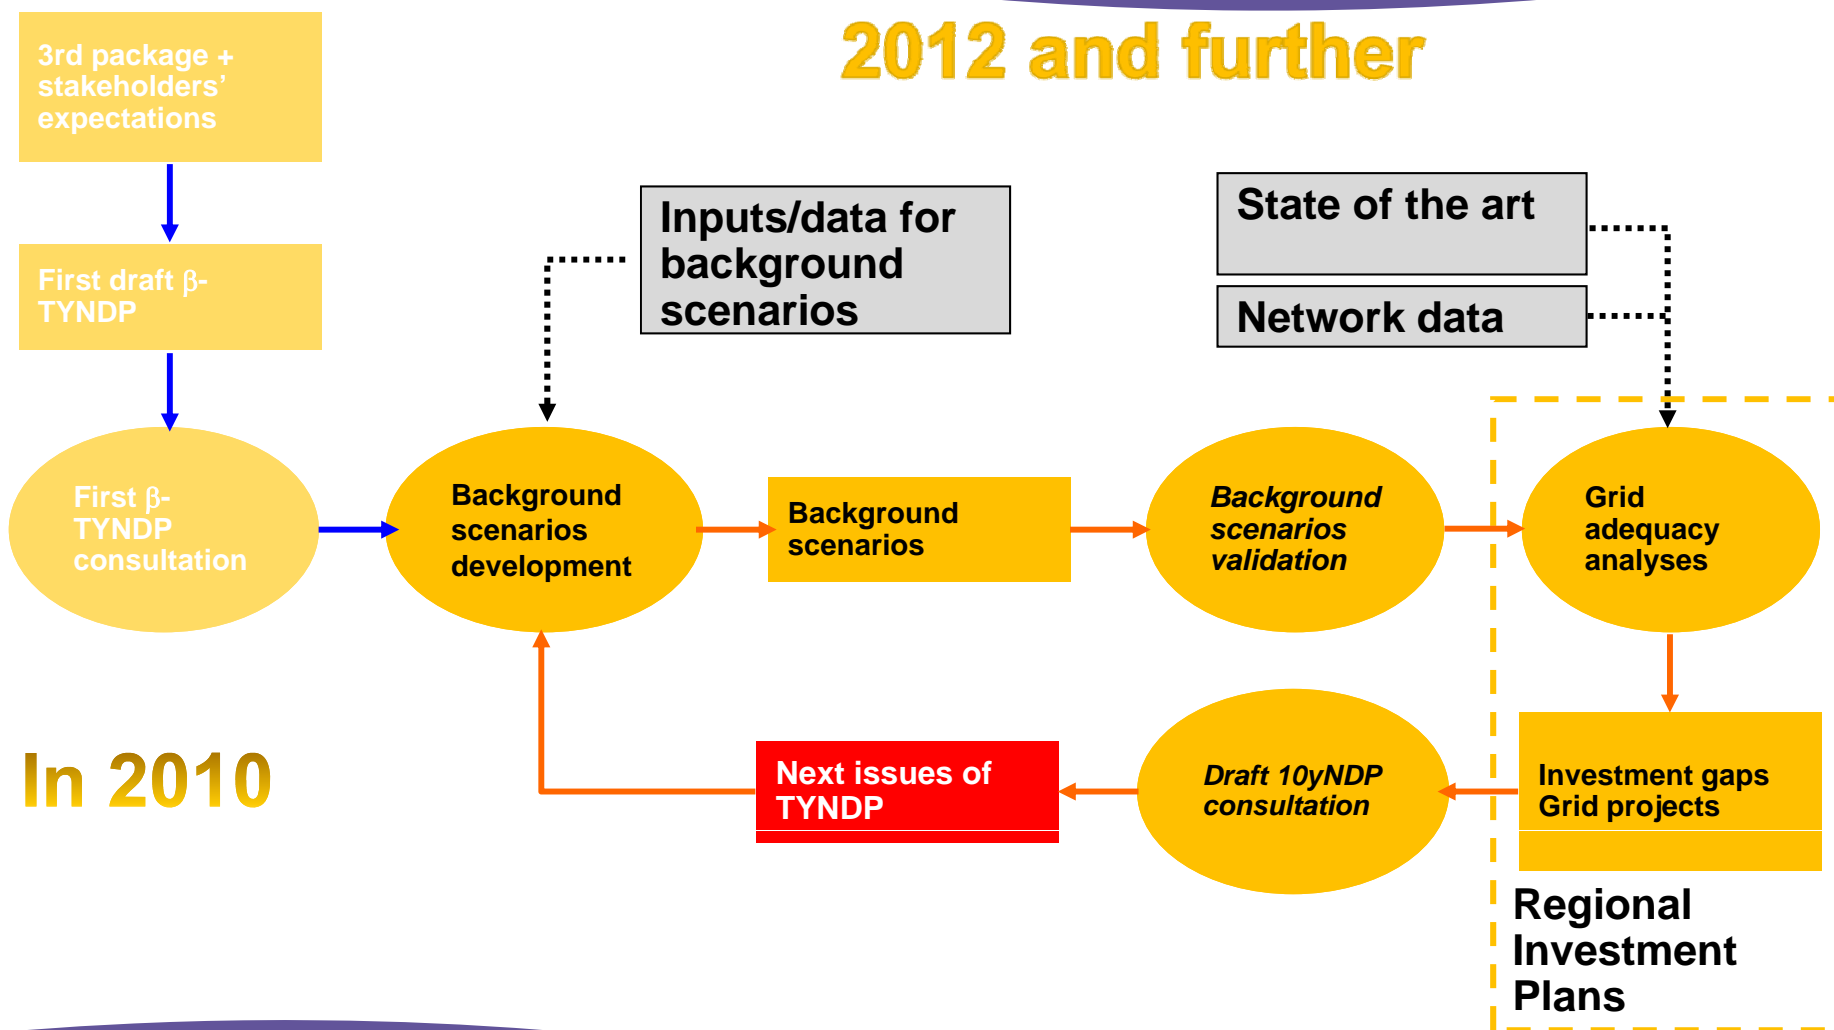 2012 and further
3rd package +
stakeholders’
expectations
First draft β-
TYNDP
First β-
TYNDP
consultation
In 2010
Inputs/data for
background
scenarios
State of the art
Network data
Background
scenarios
development
Background
scenarios
Background
scenarios
validation
Grid
adequacy
analyses
Next issues of
TYNDP
Draft 10yNDP
consultation
Investment gaps
Grid projects
Regional
Investment
Plans